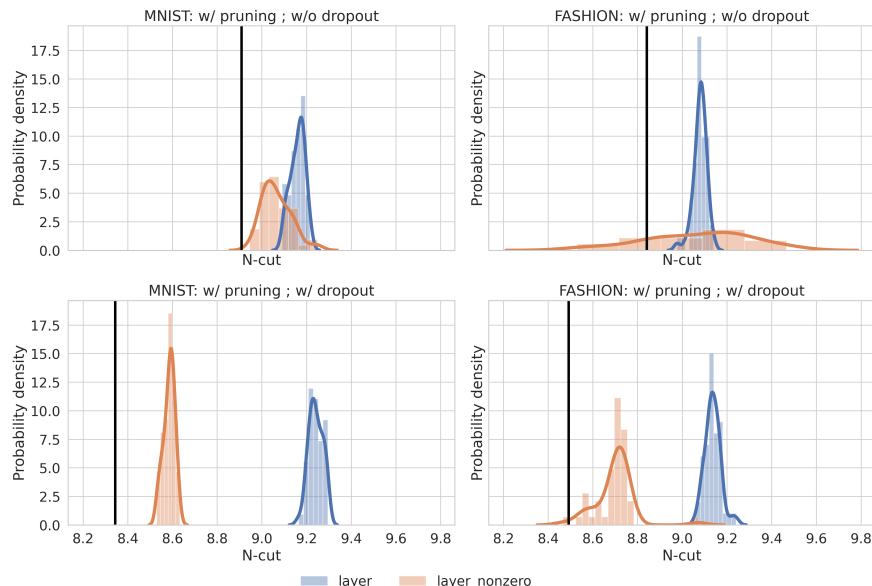 MNIST: w/ pruning ; w/o dropout
FASHION: w/ pruning ; w/o dropout
Probability density
17.5
15.0
12.5
10.0
7.5
5.0
2.5
0.0
N-cut
Probability density
N-cut
MNIST: w/ pruning ; w/ dropout
FASHION: w/ pruning ; w/ dropout
Probability density
17.5
15.0
12.5
10.0
7.5
5.0
2.5
0.0
8.2 8.4 8.6 8.8 9.0 9.2 9.4 9.6 9.8
N-cut
Probability density
8.2 8.4 8.6 8.8 9.0 9.2 9.4 9.6 9.8
N-cut
layer layer_nonzero